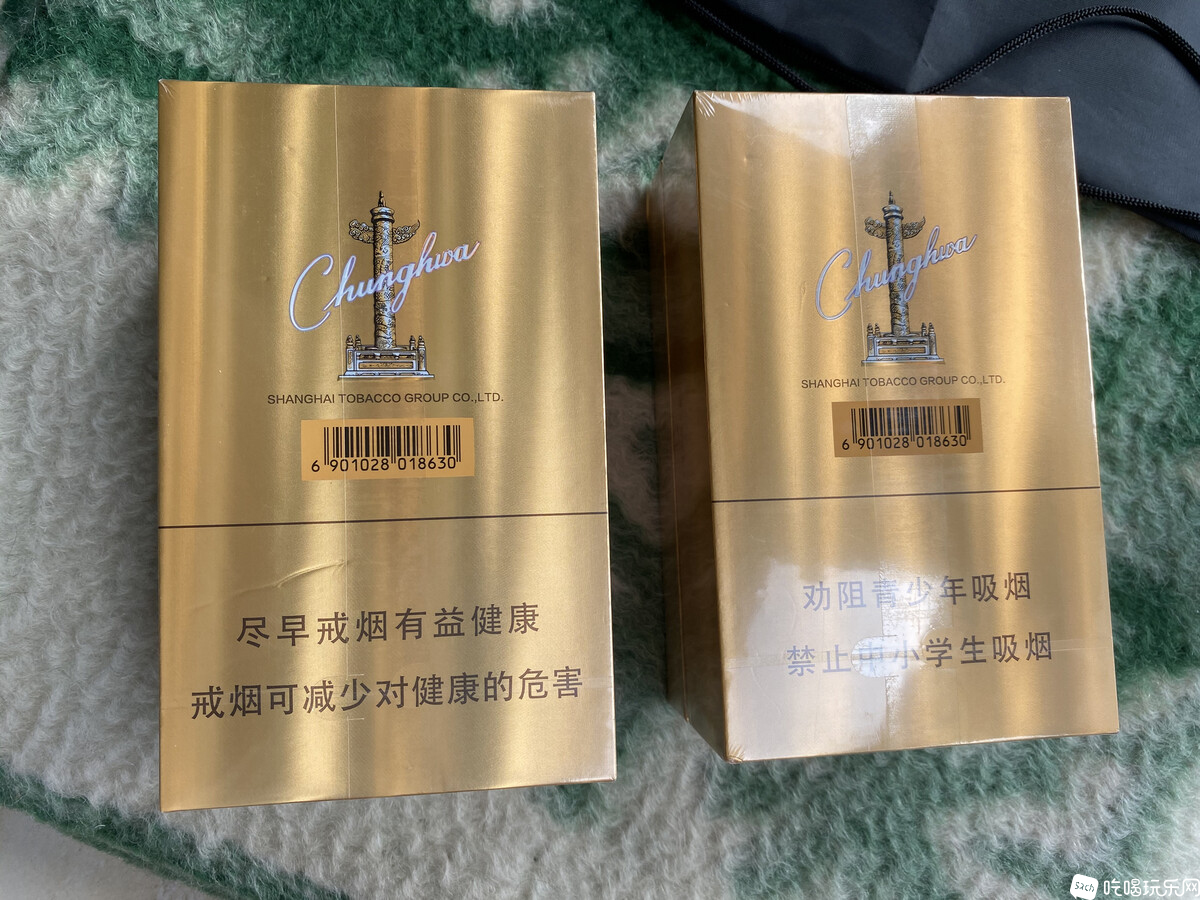 Chunghwa
SHANGHAI TOBACCO GROUP CO.,LTD.
6 901028 018630
尽早戒烟有益健康
戒烟可减少对健康的危害
Chunghwa
SHANGHAI TOBACCO GROUP CO.,LTD.
6 901028 018630
劝阻青少年吸烟
禁止中小学生吸烟
9ach 吃喝玩乐网